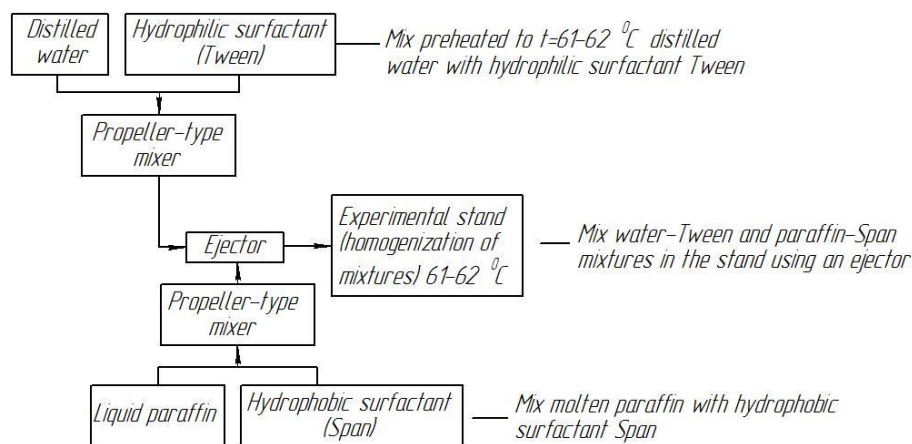 Distilled
water
Hydrophilic surfactant
(Tween)
Mix preheated to t=61-62 ⁰C distilled
water with hydrophilic surfactant Tween
Propeller-type
mixer
Ejector
Experimental stand
(homogenization of
mixtures) 61-62 ⁰C
Mix water-Tween and paraffin-Span
mixtures in the stand using an ejector
Propeller-type
mixer
Liquid paraffin
Hydrophobic surfactant
(Span)
Mix molten paraffin with hydrophobic
surfactant Span